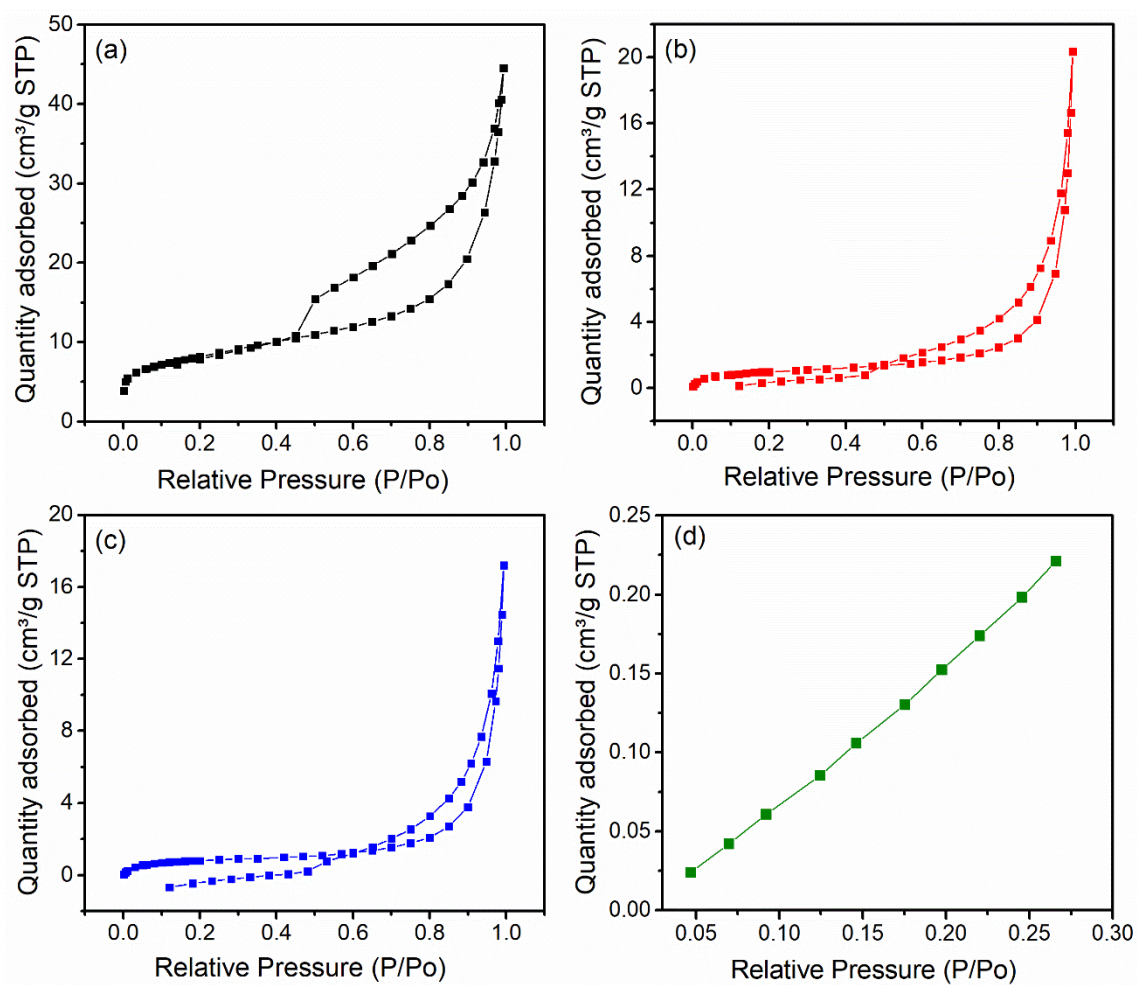 (a)
50
40
30
20
10
0
0.0 0.2 0.4 0.6 0.8 1.0
Quantity adsorbed (cm³/g STP)
Relative Pressure (P/Po)
(b)
20
16
12
8
4
0
0.0 0.2 0.4 0.6 0.8 1.0
Quantity adsorbed (cm³/g STP)
Relative Pressure (P/Po)
(c)
20
16
12
8
4
0
0.0 0.2 0.4 0.6 0.8 1.0
Quantity adsorbed (cm³/g STP)
Relative Pressure (P/Po)
(d)
0.25
0.20
0.15
0.10
0.05
0.00
0.05 0.10 0.15 0.20 0.25 0.30
Quantity adsorbed (cm³/g STP)
Relative Pressure (P/Po)